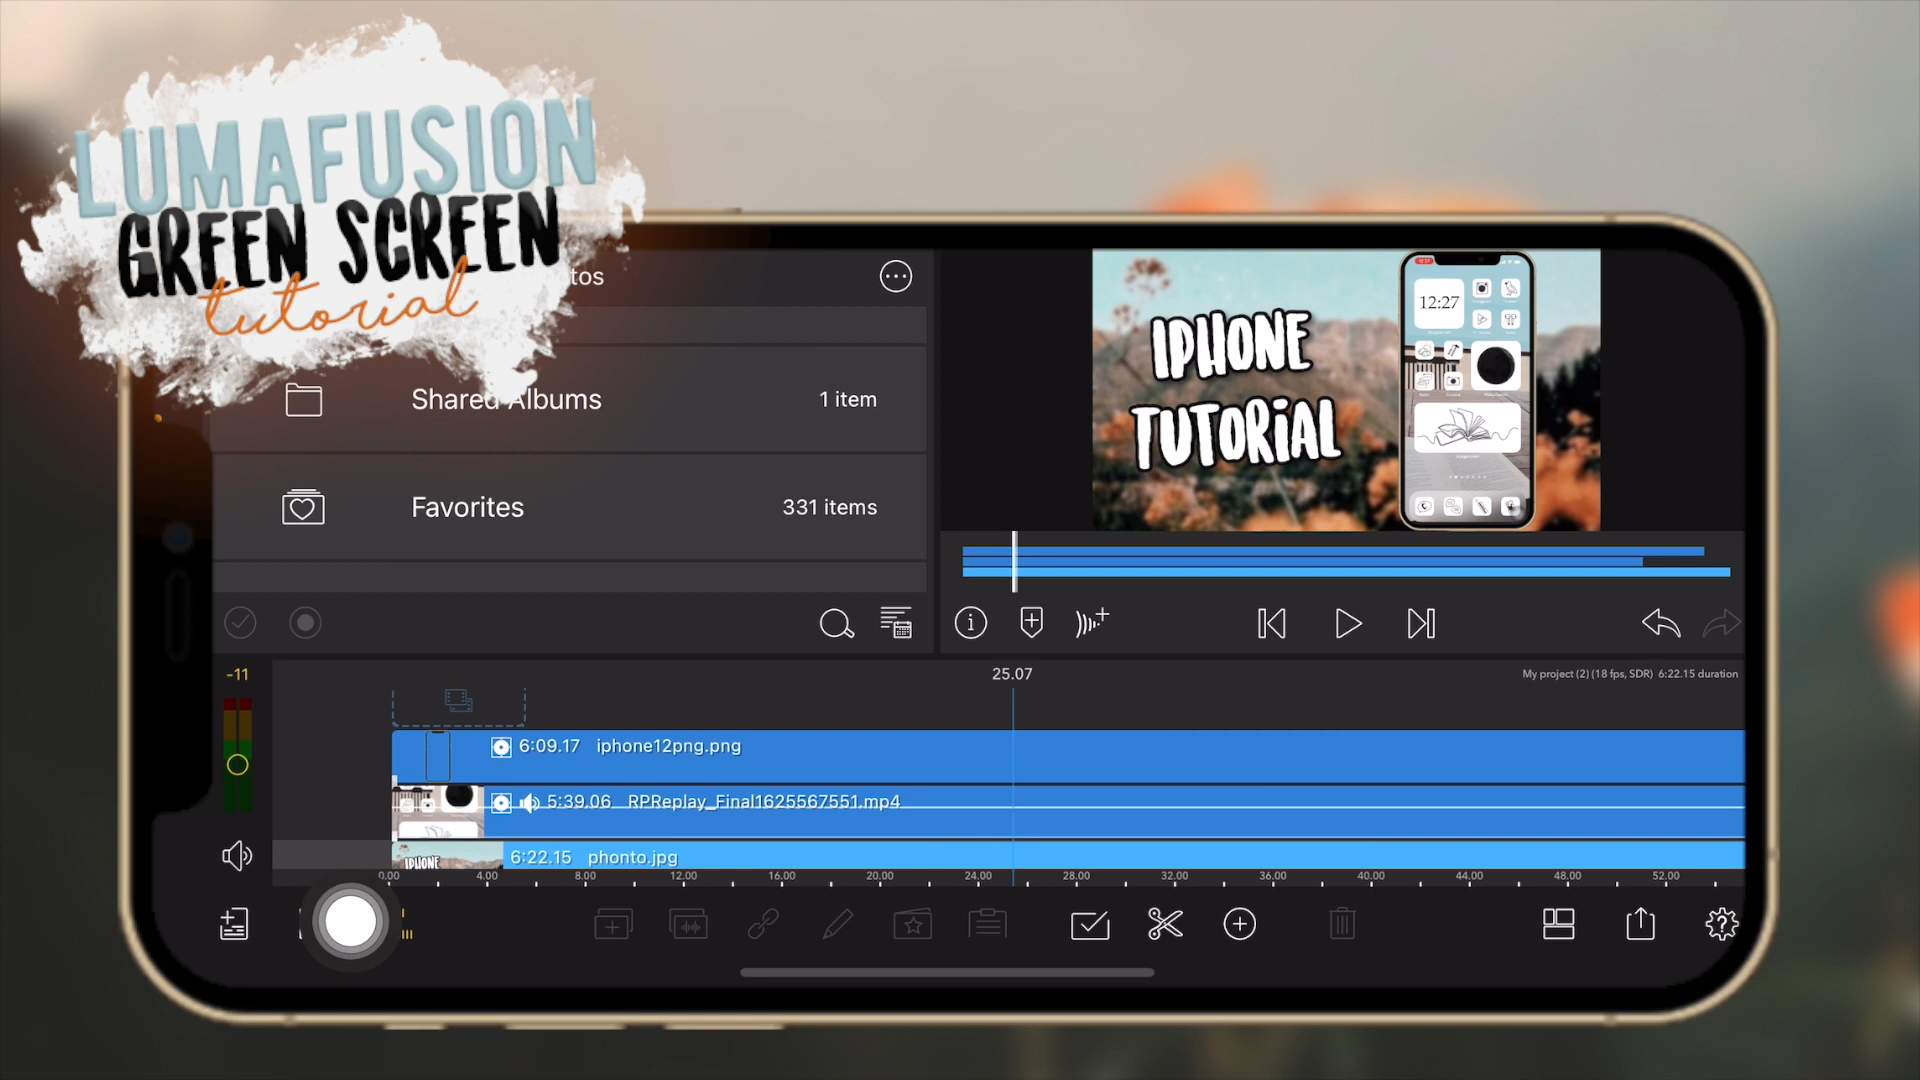 LUMAFUSION
GREEN SCREEN
tutorial
tos
Shared Albums
1 item
Favorites
331 items
IPHONE
TUTORIAL
12:27
-11
25.07
My project (2) (18 fps, SDR) 6:22.15 duration
6:09.17 iphone12png.png
5:39.06 RPReplay_Final1625567551.mp4
IPHONE
6:22.15 phonto.jpg
0.00 4.00 8.00 12.00 16.00 20.00 24.00 28.00 32.00 36.00 40.00 44.00 48.00 52.00